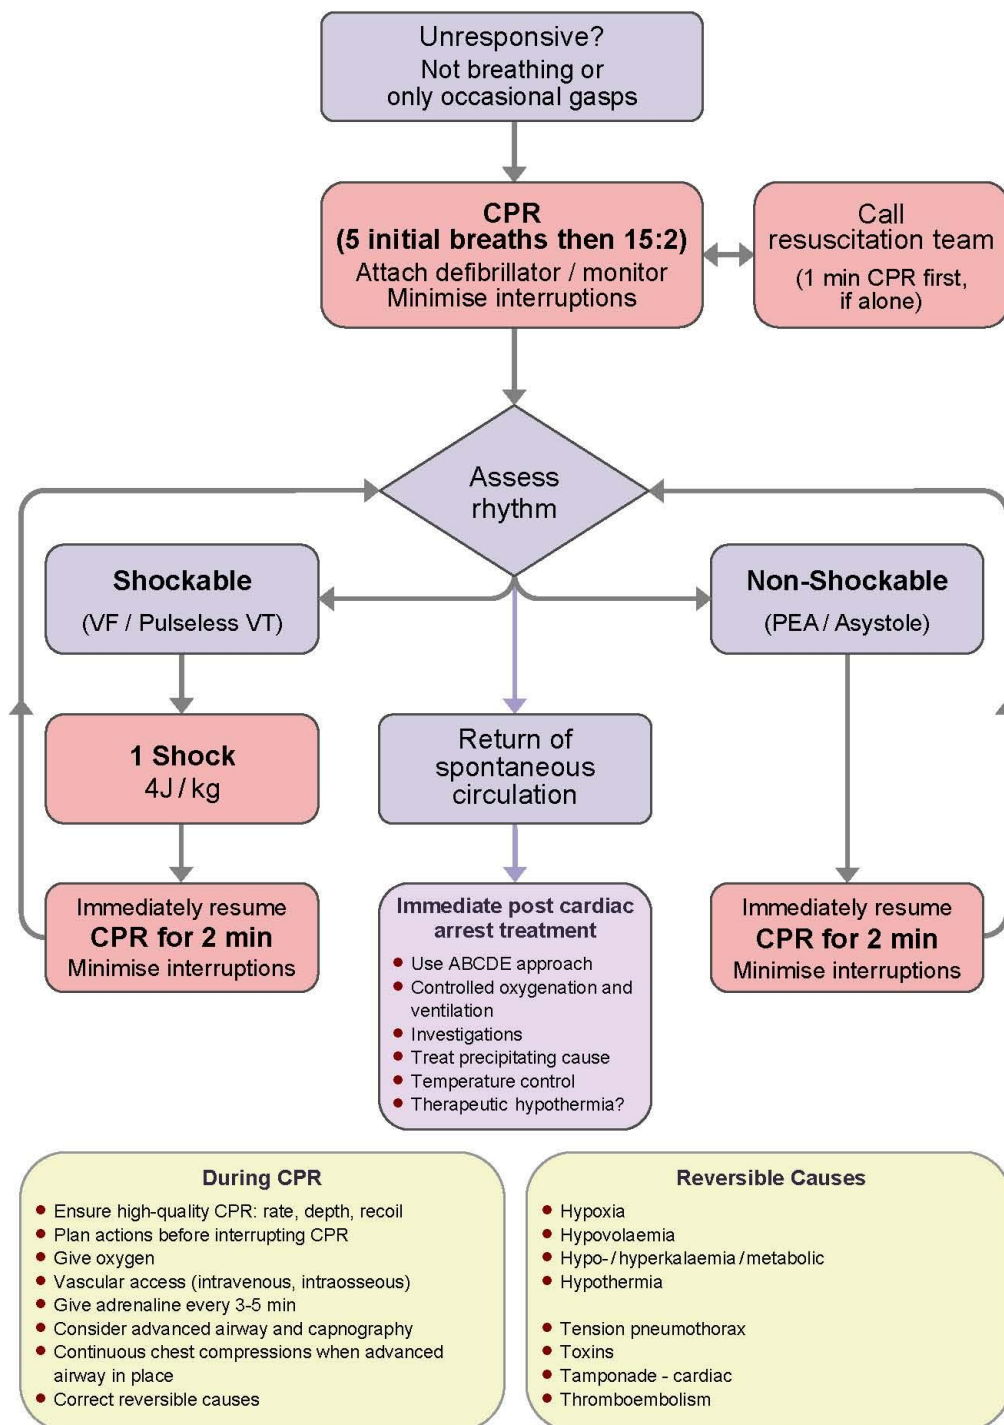 Unresponsive?
Not breathing or
only occasional gasps
CPR
(5 initial breaths then 15:2)
Attach defibrillator / monitor
Minimise interruptions
Call
resuscitation team
(1 min CPR first,
if alone)
Assess
rhythm
Shockable
(VF / Pulseless VT)
Non-Shockable
(PEA / Asystole)
1 Shock
4J / kg
Return of
spontaneous
circulation
Immediately resume
CPR for 2 min
Minimise interruptions
Immediate post cardiac
arrest treatment
● Use ABCDE approach
● Controlled oxygenation and
ventilation
● Investigations
● Treat precipitating cause
● Temperature control
● Therapeutic hypothermia?
Immediately resume
CPR for 2 min
Minimise interruptions
During CPR
● Ensure high-quality CPR: rate, depth, recoil
● Plan actions before interrupting CPR
● Give oxygen
● Vascular access (intravenous, intraosseous)
● Give adrenaline every 3-5 min
● Consider advanced airway and capnography
● Continuous chest compressions when advanced
airway in place
● Correct reversible causes
Reversible Causes
● Hypoxia
● Hypovolaemia
● Hypo- / hyperkalaemia / metabolic
● Hypothermia
● Tension pneumothorax
● Toxins
● Tamponade - cardiac
● Thromboembolism